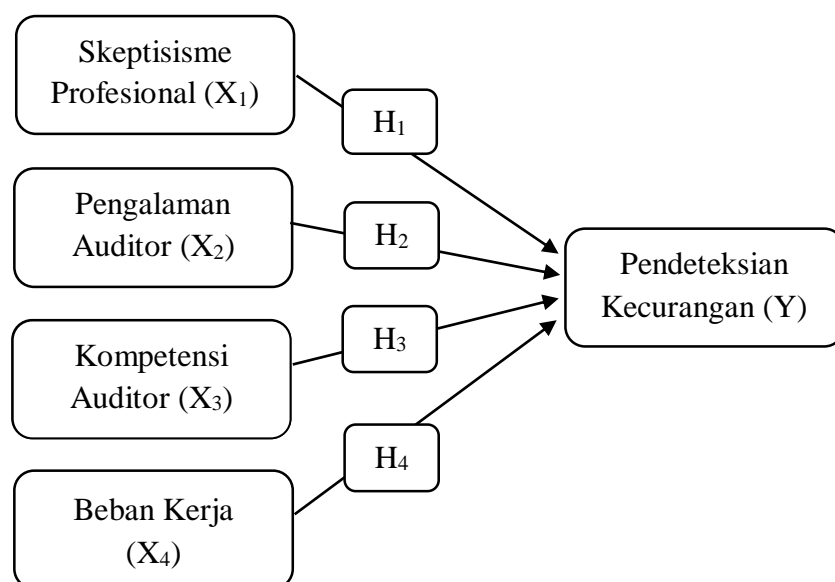 Skeptisisme
Profesional (X₁)
H₁
Pengalaman
Auditor (X₂)
H₂
Pendeteksian
Kecurangan (Y)
Kompetensi
Auditor (X₃)
H₃
Beban Kerja
(X₄)
H₄